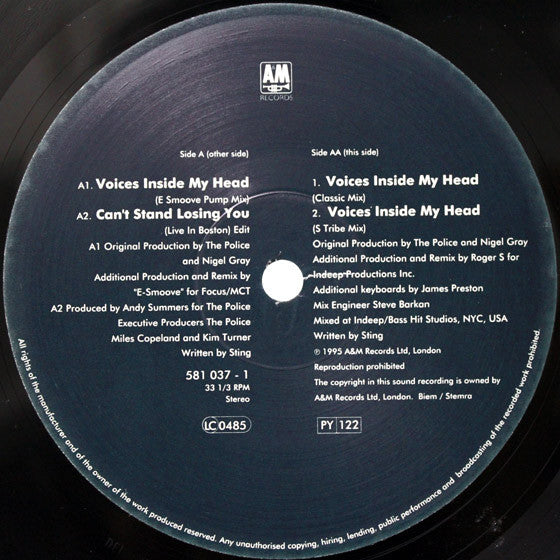 A&M
RECORDS
Side A (other side)
A1. Voices Inside My Head
(E Smoove Pump Mix)
A2. Can't Stand Losing You
(Live In Boston) Edit
A1 Original Production by The Police
and Nigel Gray
Additional Production and Remix by
"E-Smoove" for Focus/MCT
A2 Produced by Andy Summers for The Police
Executive Producers The Police
Miles Copeland and Kim Turner
Written by Sting
581 037 - 1
33 1/3 RPM
Stereo
LC 0485
Side AA (this side)
1. Voices Inside My Head
(Classic Mix)
2. Voices Inside My Head
(S Tribe Mix)
Original Production by The Police and Nigel Gray
Additional Production and Remix by Roger S for
Indeep Productions Inc.
Additional keyboards by James Preston
Mix Engineer Steve Barkan
Mixed at Indeep/Bass Hit Studios, NYC, USA
Written by Sting
℗ 1995 A&M Records Ltd, London
Reproduction prohibited
The copyright in this sound recording is owned by
A&M Records Ltd, London. Biem / Stemra
PY 122
All rights of the manufacturer and of the owner of the work produced reserved. Any unauthorised copying, hiring, lending, public performance and broadcasting of the recorded work prohibited.